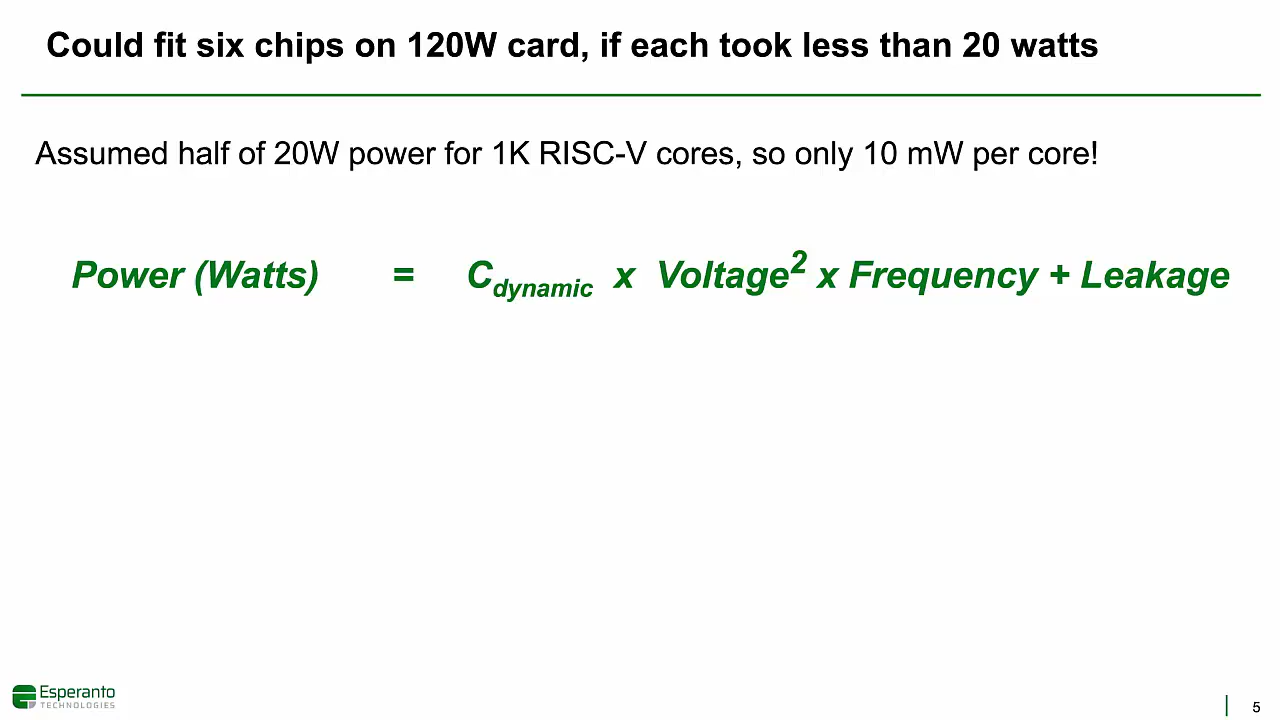 Could fit six chips on 120W card, if each took less than 20 watts
Assumed half of 20W power for 1K RISC-V cores, so only 10 mW per core!
Power (Watts) = Cdynamic x Voltage2 x Frequency + Leakage
Esperanto
TECHNOLOGIES
5